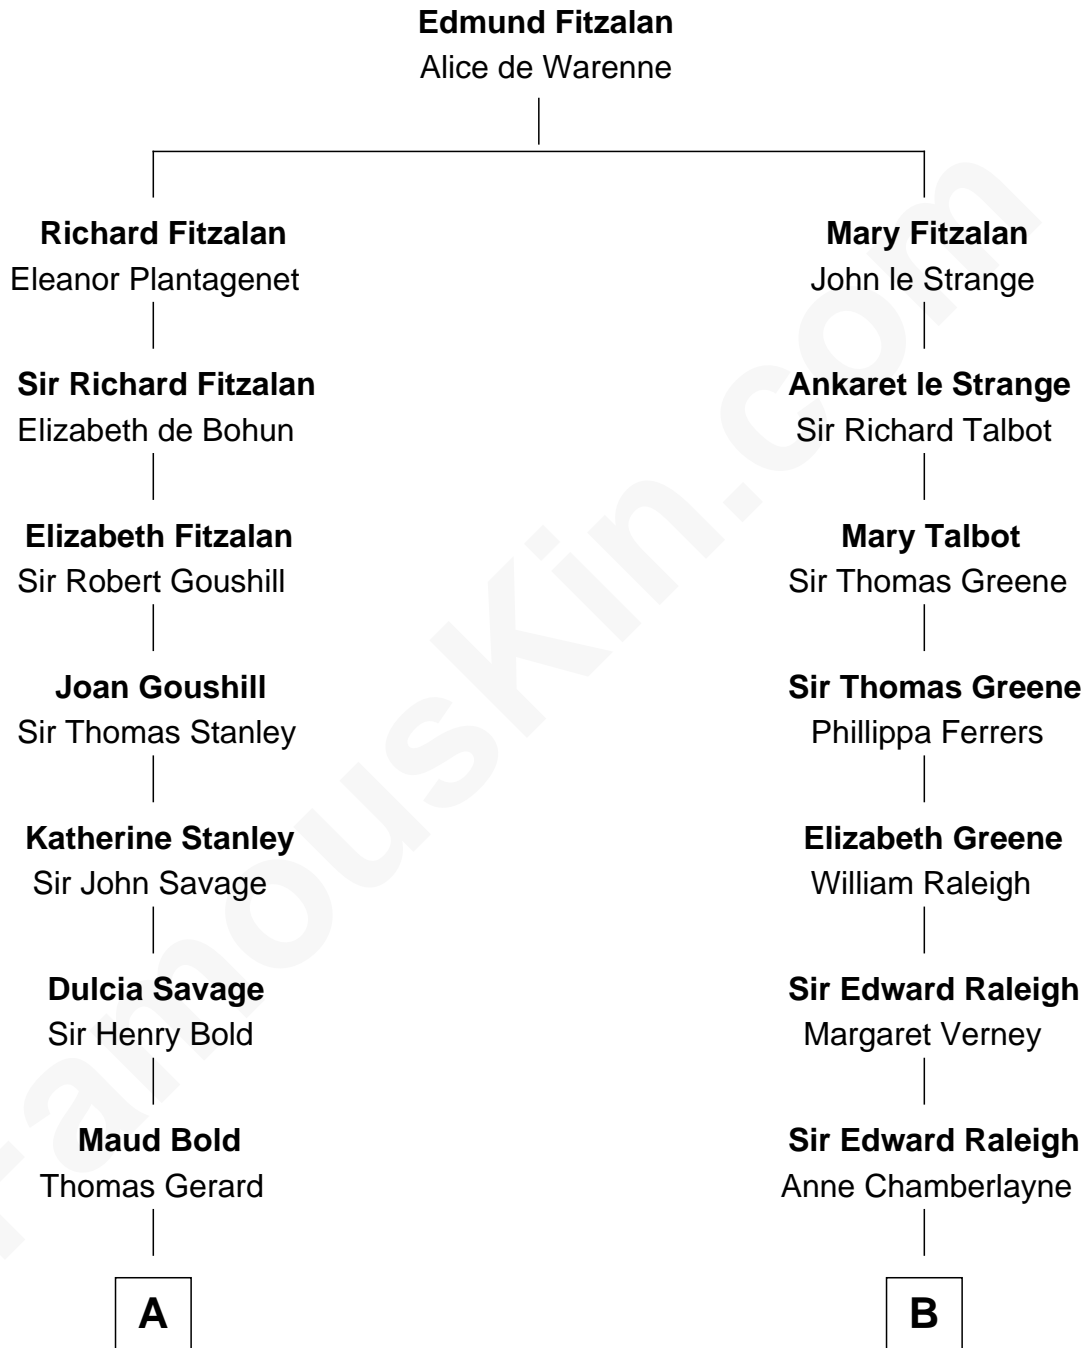 Edmund Fitzalan
Alice de Warenne
Richard Fitzalan
Eleanor Plantagenet
Mary Fitzalan
John le Strange
Sir Richard Fitzalan
Elizabeth de Bohun
Ankaret le Strange
Sir Richard Talbot
Elizabeth Fitzalan
Sir Robert Goushill
Mary Talbot
Sir Thomas Greene
Joan Goushill
Sir Thomas Stanley
Sir Thomas Greene
Phillippa Ferrers
Katherine Stanley
Sir John Savage
Elizabeth Greene
William Raleigh
Dulcia Savage
Sir Henry Bold
Sir Edward Raleigh
Margaret Verney
Maud Bold
Thomas Gerard
Sir Edward Raleigh
Anne Chamberlayne
A
B
FamousKin.com